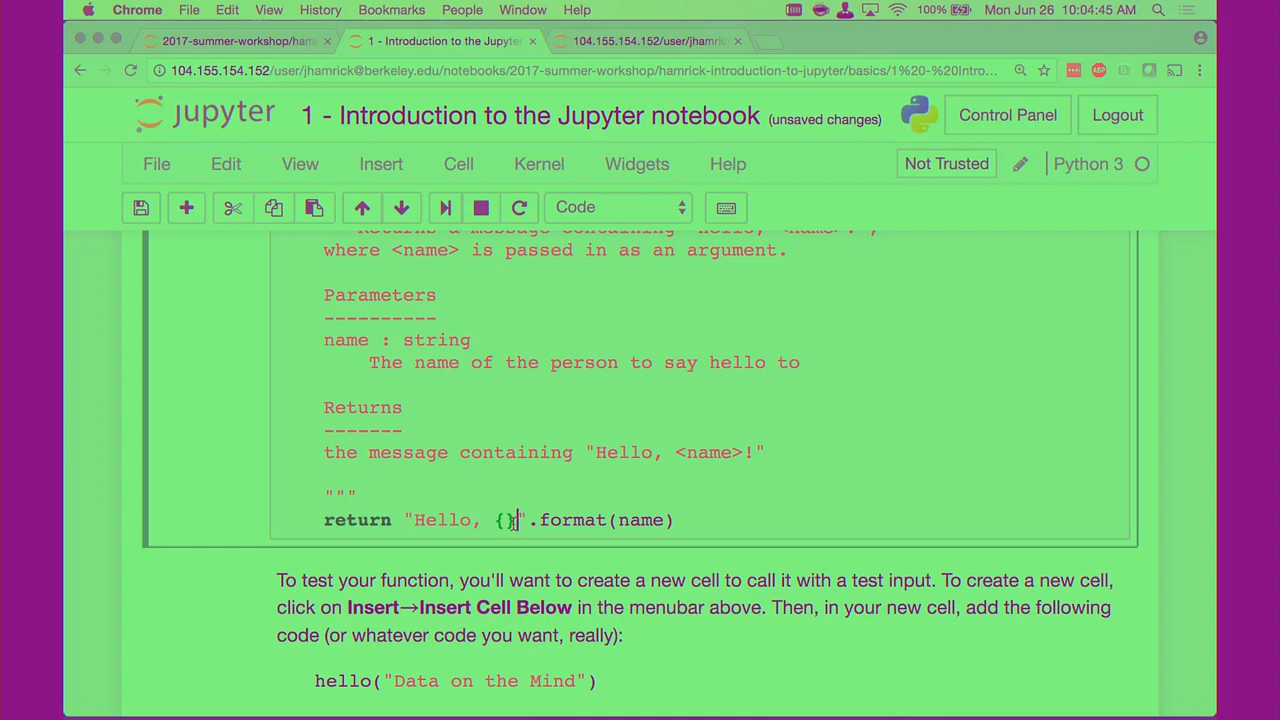 Chrome File Edit View History Bookmarks People Window Help 100% Mon Jun 26 10:04:45 AM
2017-summer-workshop/ham × 1 - Introduction to the Jupyter × 104.155.154.152/user/jhamric ×
104.155.154.152/user/jhamrick@berkeley.edu/notebooks/2017-summer-workshop/hamrick-introduction-to-jupyter/basics/1%20-%20Intro...
jupyter 1 - Introduction to the Jupyter notebook (unsaved changes) Control Panel Logout
File Edit View Insert Cell Kernel Widgets Help Not Trusted Python 3
Code
Returns a message containing "Hello, <name>!",
where <name> is passed in as an argument.
Parameters
----------
name : string
The name of the person to say hello to
Returns
-------
the message containing "Hello, <name>!"
"""
return "Hello, {}".format(name)
To test your function, you'll want to create a new cell to call it with a test input. To create a new cell,
click on Insert→Insert Cell Below in the menubar above. Then, in your new cell, add the following
code (or whatever code you want, really):
hello("Data on the Mind")